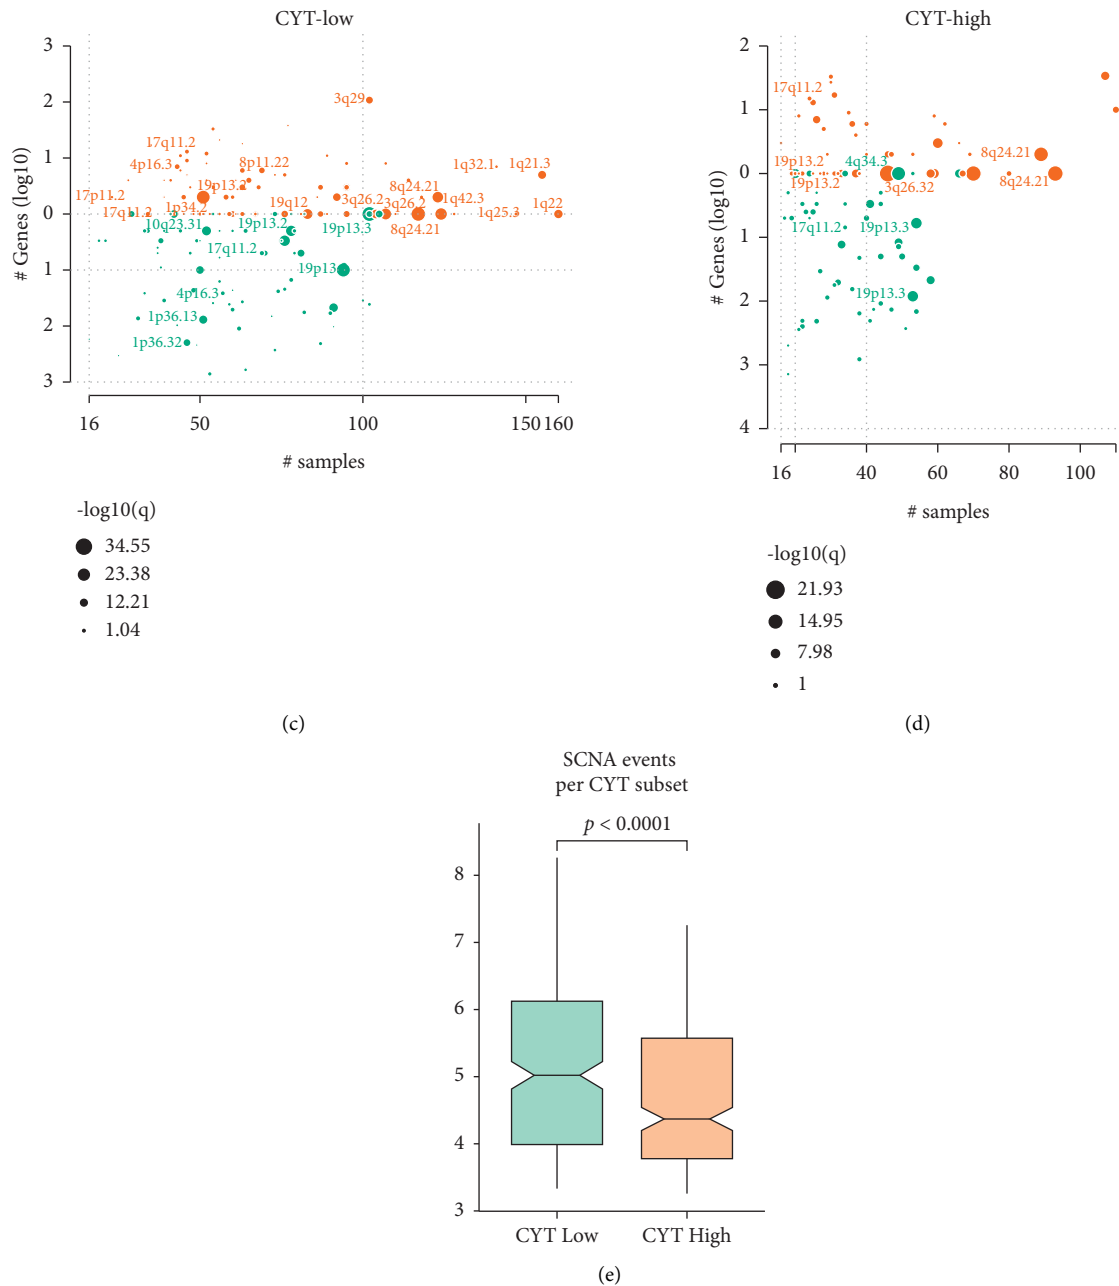 CYT-low
# Genes (log10)
3
2
1
0
1
2
3
3q29
17q11.2
4p16.3
8p11.22
1q32.1
1q21.3
17p11.2
1p34.2
19p13.2
3q26.2
8q24.21
3q26.2
1q42.3
17q11.2
10q23.31
19q12
19p13.2
19p13.3
8q24.21
1q25.3
1q22
17q11.2
19p13
4p16.3
1p36.13
1p36.32
16
50
100
150
160
# samples
-log10(q)
34.55
23.38
12.21
1.04
(c)
CYT-high
# Genes (log10)
2
1
0
1
2
3
4
17q11.2
19p13.2
4q34.3
8q24.21
19p13.2
3q26.32
8q24.21
17q11.2
19p13.3
19p13.3
16
40
60
80
100
# samples
-log10(q)
21.93
14.95
7.98
1
(d)
SCNA events
per CYT subset
p < 0.0001
8
7
6
5
4
3
CYT Low
CYT High
(e)